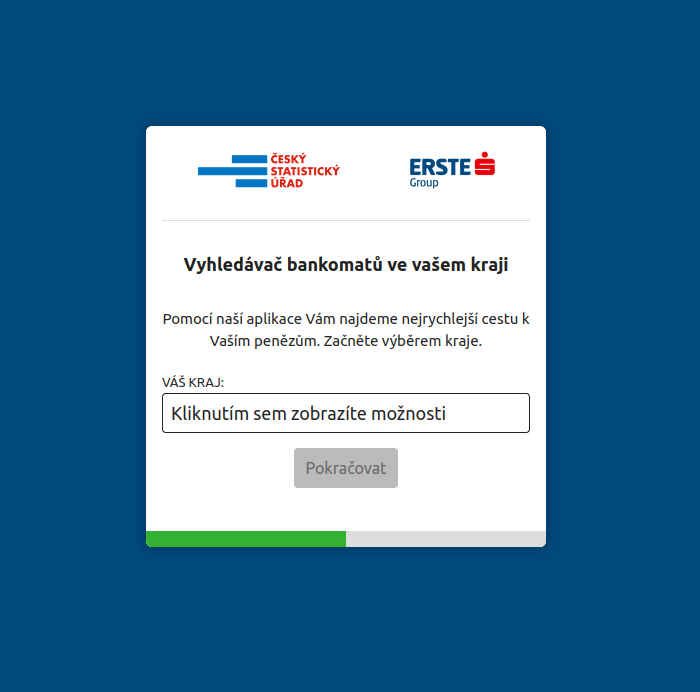 ČESKÝ
STATISTICKÝ
ÚŘAD
ERSTE
Group
Vyhledávač bankomatů ve vašem kraji
Pomocí naší aplikace Vám najdeme nejrychlejší cestu k
Vaším penězům. Začněte výběrem kraje.
VÁŠ KRAJ:
Kliknutím sem zobrazíte možnosti
Pokračovat